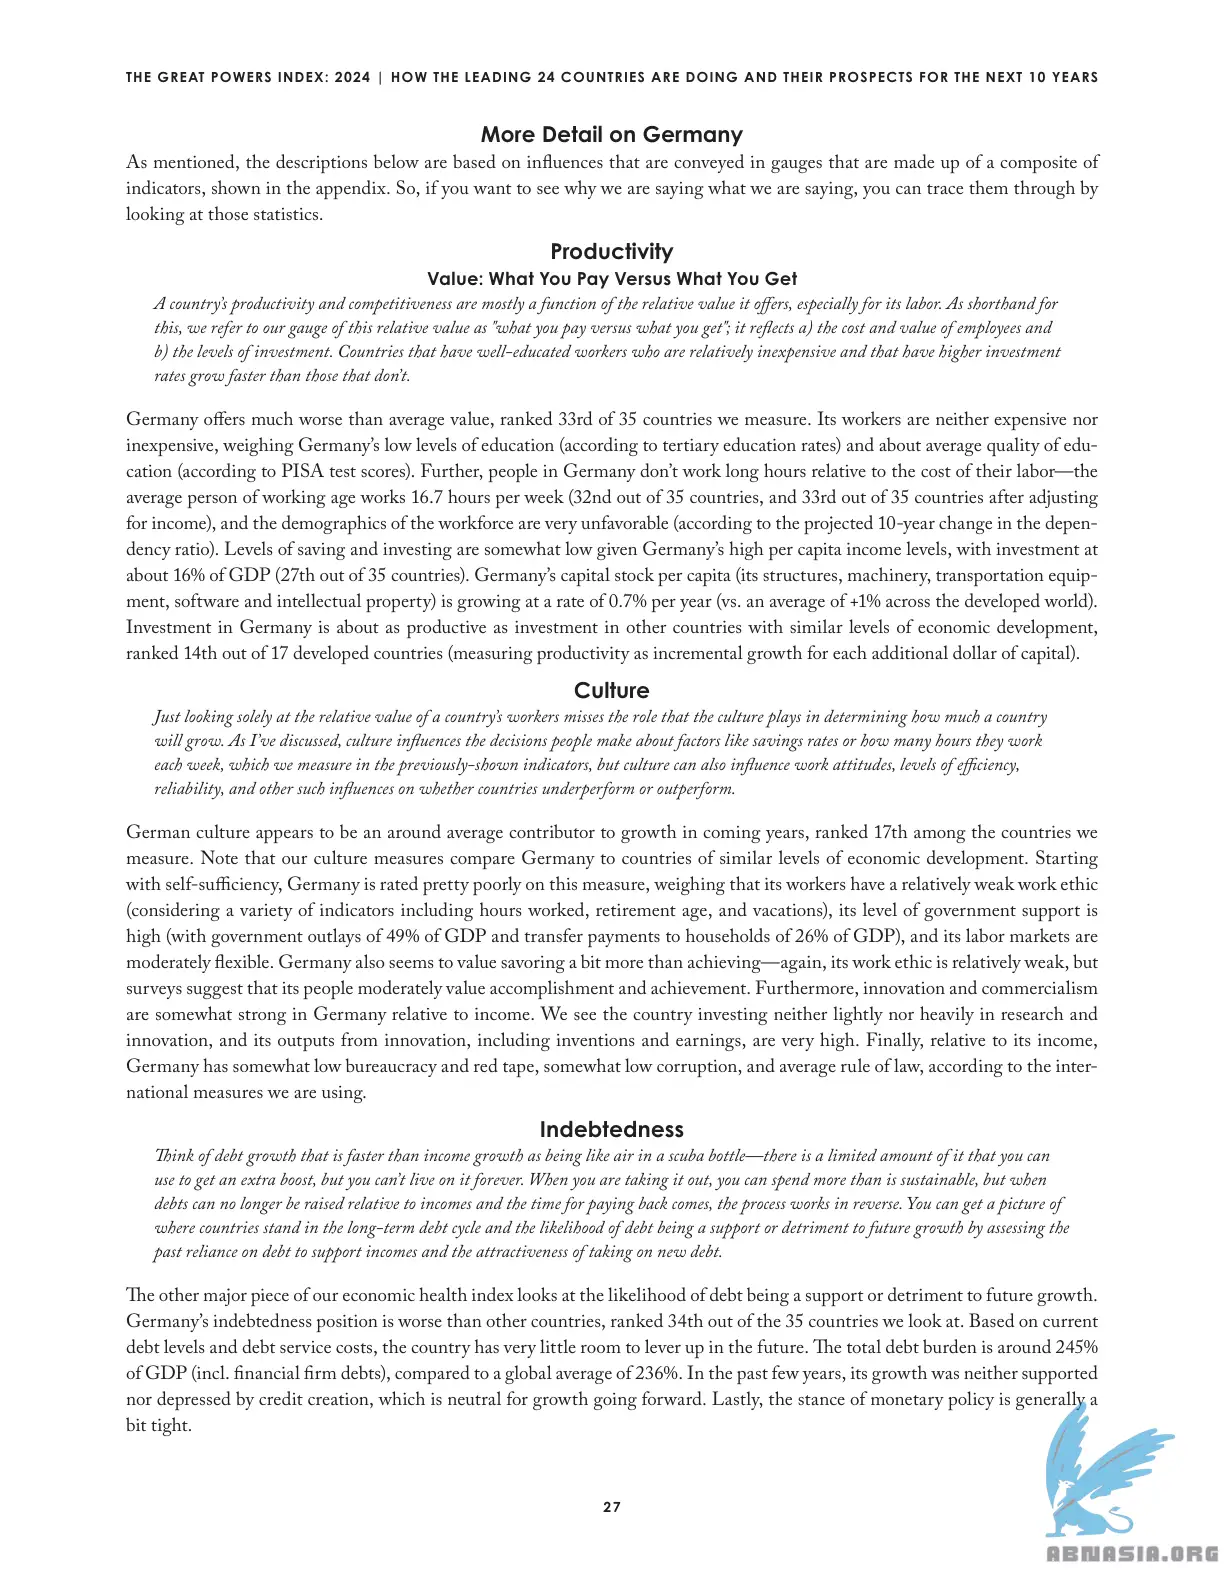 THE GREAT POWERS INDEX: 2024 | HOW THE LEADING 24 COUNTRIES ARE DOING AND THEIR PROSPECTS FOR THE NEXT 10 YEARS
More Detail on Germany
As mentioned, the descriptions below are based on influences that are conveyed in gauges that are made up of a composite of
indicators, shown in the appendix. So, if you want to see why we are saying what we are saying, you can trace them through by
looking at those statistics.
Productivity
Value: What You Pay Versus What You Get
A country’s productivity and competitiveness are mostly a function of the relative value it offers, especially for its labor. As shorthand for
this, we refer to our gauge of this relative value as "what you pay versus what you get"; it reflects a) the cost and value of employees and
b) the levels of investment. Countries that have well-educated workers who are relatively inexpensive and that have higher investment
rates grow faster than those that don’t.
Germany offers much worse than average value, ranked 33rd of 35 countries we measure. Its workers are neither expensive nor
inexpensive, weighing Germany’s low levels of education (according to tertiary education rates) and about average quality of edu-
cation (according to PISA test scores). Further, people in Germany don’t work long hours relative to the cost of their labor—the
average person of working age works 16.7 hours per week (32nd out of 35 countries, and 33rd out of 35 countries after adjusting
for income), and the demographics of the workforce are very unfavorable (according to the projected 10-year change in the depen-
dency ratio). Levels of saving and investing are somewhat low given Germany’s high per capita income levels, with investment at
about 16% of GDP (27th out of 35 countries). Germany’s capital stock per capita (its structures, machinery, transportation equip-
ment, software and intellectual property) is growing at a rate of 0.7% per year (vs. an average of +1% across the developed world).
Investment in Germany is about as productive as investment in other countries with similar levels of economic development,
ranked 14th out of 17 developed countries (measuring productivity as incremental growth for each additional dollar of capital).
Culture
Just looking solely at the relative value of a country’s workers misses the role that the culture plays in determining how much a country
will grow. As I’ve discussed, culture influences the decisions people make about factors like savings rates or how many hours they work
each week, which we measure in the previously-shown indicators, but culture can also influence work attitudes, levels of efficiency,
reliability, and other such influences on whether countries underperform or outperform.
German culture appears to be an around average contributor to growth in coming years, ranked 17th among the countries we
measure. Note that our culture measures compare Germany to countries of similar levels of economic development. Starting
with self-sufficiency, Germany is rated pretty poorly on this measure, weighing that its workers have a relatively weak work ethic
(considering a variety of indicators including hours worked, retirement age, and vacations), its level of government support is
high (with government outlays of 49% of GDP and transfer payments to households of 26% of GDP), and its labor markets are
moderately flexible. Germany also seems to value savoring a bit more than achieving—again, its work ethic is relatively weak, but
surveys suggest that its people moderately value accomplishment and achievement. Furthermore, innovation and commercialism
are somewhat strong in Germany relative to income. We see the country investing neither lightly nor heavily in research and
innovation, and its outputs from innovation, including inventions and earnings, are very high. Finally, relative to its income,
Germany has somewhat low bureaucracy and red tape, somewhat low corruption, and average rule of law, according to the inter-
national measures we are using.
Indebtedness
Think of debt growth that is faster than income growth as being like air in a scuba bottle—there is a limited amount of it that you can
use to get an extra boost, but you can’t live on it forever. When you are taking it out, you can spend more than is sustainable, but when
debts can no longer be raised relative to incomes and the time for paying back comes, the process works in reverse. You can get a picture of
where countries stand in the long-term debt cycle and the likelihood of debt being a support or detriment to future growth by assessing the
past reliance on debt to support incomes and the attractiveness of taking on new debt.
The other major piece of our economic health index looks at the likelihood of debt being a support or detriment to future growth.
Germany’s indebtedness position is worse than other countries, ranked 34th out of the 35 countries we look at. Based on current
debt levels and debt service costs, the country has very little room to lever up in the future. The total debt burden is around 245%
of GDP (incl. financial firm debts), compared to a global average of 236%. In the past few years, its growth was neither supported
nor depressed by credit creation, which is neutral for growth going forward. Lastly, the stance of monetary policy is generally a
bit tight.
27
ABNASIA.ORG